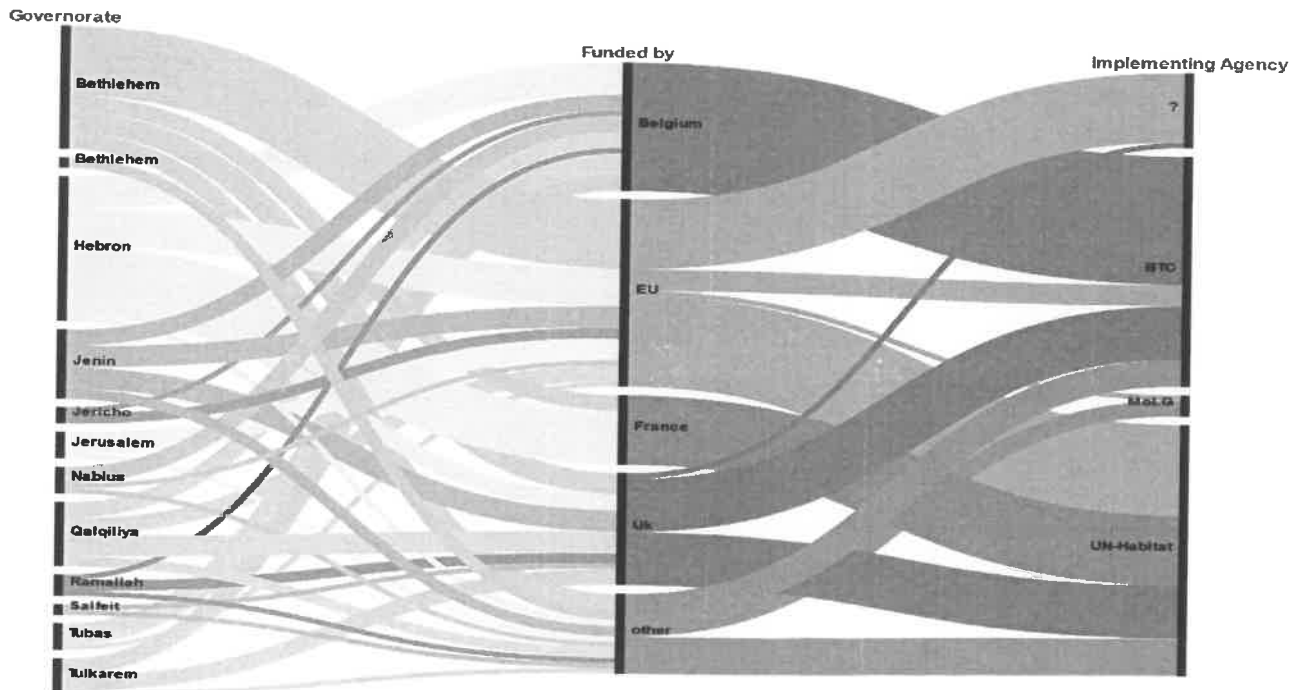 Governorate
Funded by
Implementing Agency
Bethlehem
Bethlehem
Hebron
Jenin
Jericho
Jerusalem
Nablus
Qalqiliya
Ramallah
Salfeit
Tubas
Tulkarem
Belgium
EU
France
Uk
other
?
BTC
MoLG
UN-Habitat